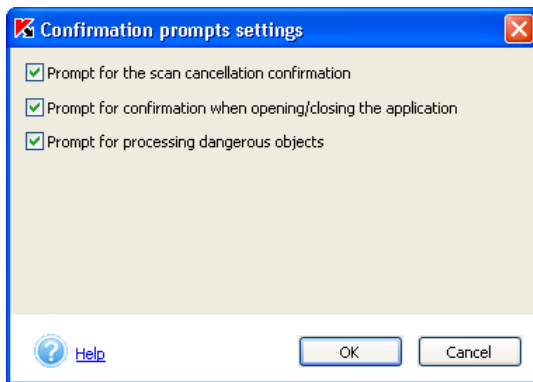 Confirmation prompts settings
Prompt for the scan cancellation confirmation
Prompt for confirmation when opening/closing the application
Prompt for processing dangerous objects
Help
OK
Cancel